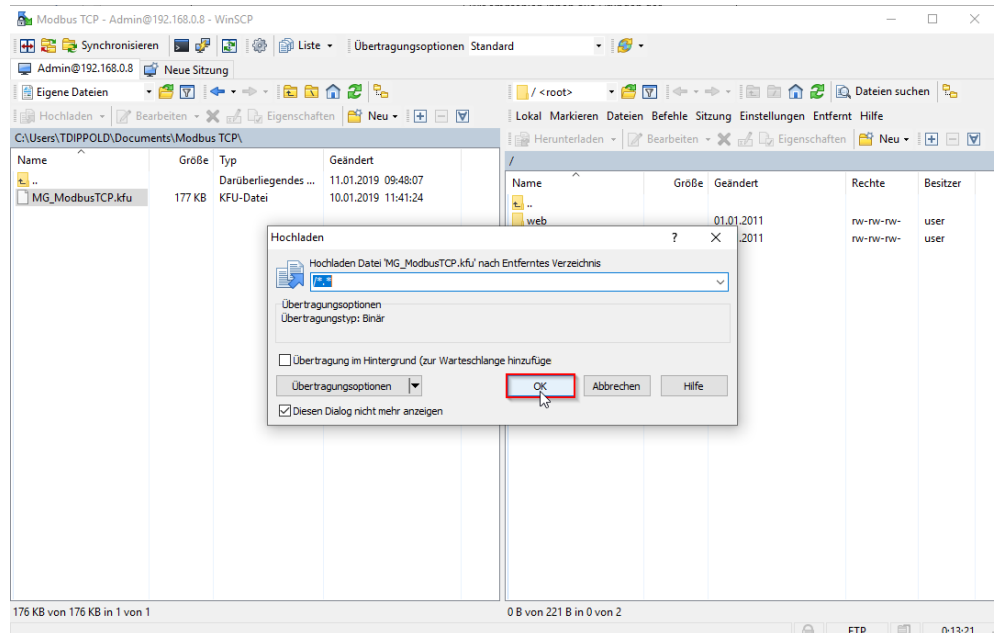 Modbus TCP - Admin@192.168.0.8 - WinSCP
Synchronisieren Liste Übertragungsoptionen Standard
Admin@192.168.0.8 Neue Sitzung
Eigene Dateien
/ <root> Dateien suchen
Hochladen Bearbeiten Eigenschaften Neu
Lokal Markieren Dateien Befehle Sitzung Einstellungen Entfernt Hilfe
Herunterladen Bearbeiten Eigenschaften Neu
C:\Users\TDIPPOLD\Documents\Modbus TCP\
Name Größe Typ Geändert
.. Darüberliegendes ... 11.01.2019 09:48:07
MG_ModbusTCP.kfu 177 KB KFU-Datei 10.01.2019 11:41:24
/
Name Größe Geändert Rechte Besitzer
..
web 01.01.2011 rw-rw-rw- user
.2011 rw-rw-rw- user
Hochladen ? X
Hochladen Datei 'MG_ModbusTCP.kfu' nach Entferntes Verzeichnis
/*.*
Übertragungsoptionen
Übertragungstyp: Binär
Übertragung im Hintergrund (zur Warteschlange hinzufüge
Übertragungsoptionen OK Abbrechen Hilfe
Diesen Dialog nicht mehr anzeigen
176 KB von 176 KB in 1 von 1
0 B von 221 B in 0 von 2
FTP 0:13:21